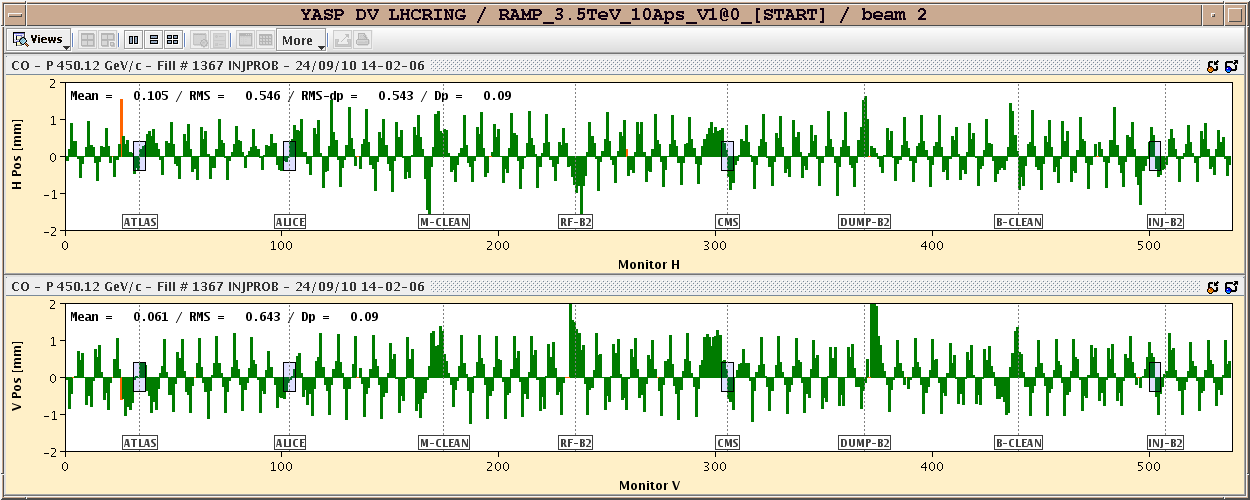 YASP DV LHCRING / RAMP_3.5TeV_10Aps_V1@0_[START] / beam 2
Views More
CO - P 450.12 GeV/c - Fill # 1367 INJPROB - 24/09/10 14-02-06
Mean = 0.105 / RMS = 0.546 / RMS-dp = 0.543 / Dp = 0.09
H Pos [mm]
2
1
0
-1
-2
ATLAS ALICE M-CLEAN RF-B2 CMS DUMP-B2 B-CLEAN INJ-B2
0 100 200 300 400 500
Monitor H
CO - P 450.12 GeV/c - Fill # 1367 INJPROB - 24/09/10 14-02-06
Mean = 0.061 / RMS = 0.643 / Dp = 0.09
V Pos [mm]
2
1
0
-1
-2
ATLAS ALICE M-CLEAN RF-B2 CMS DUMP-B2 B-CLEAN INJ-B2
0 100 200 300 400 500
Monitor V